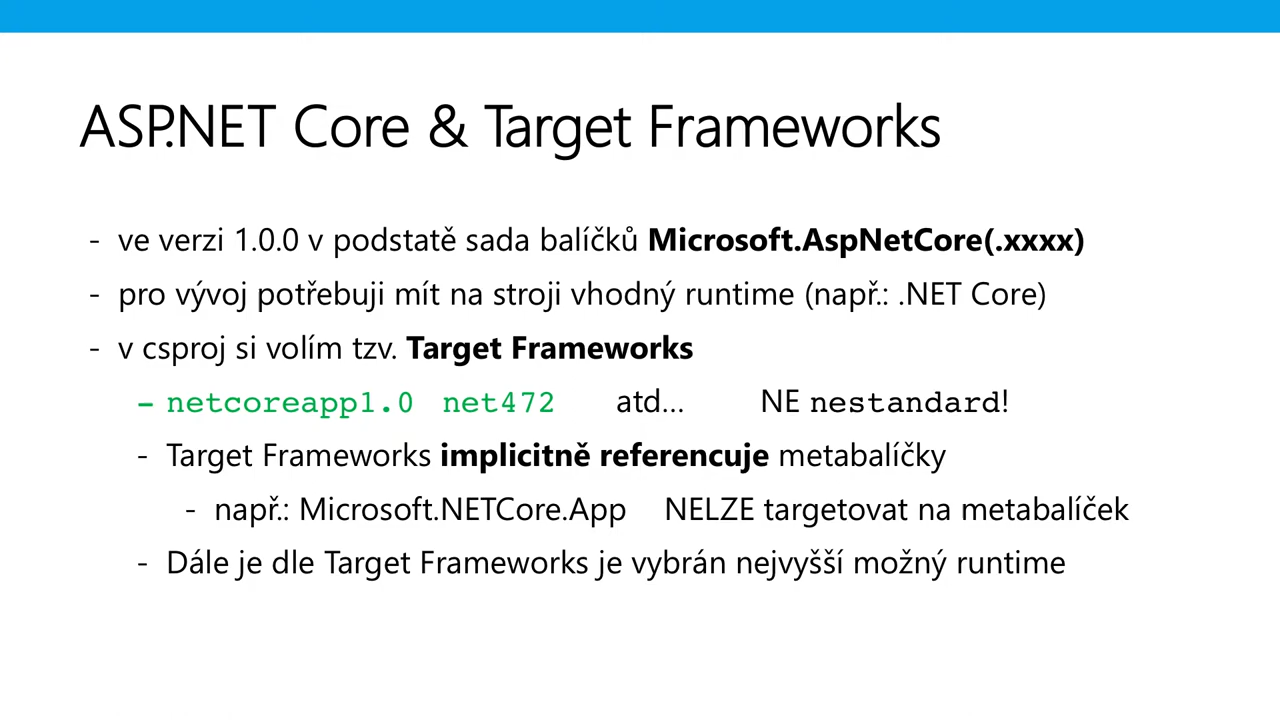 ASP.NET Core & Target Frameworks
- ve verzi 1.0.0 v podstatě sada balíčků Microsoft.AspNetCore(.xxxx)
- pro vývoj potřebuji mít na stroji vhodný runtime (např.: .NET Core)
- v csproj si volím tzv. Target Frameworks
- netcoreapp1.0 net472 atd... NE nestandard!
- Target Frameworks implicitně referencuje metabalíčky
- např.: Microsoft.NETCore.App NELZE targetovat na metabalíček
- Dále je dle Target Frameworks je vybrán nejvyšší možný runtime